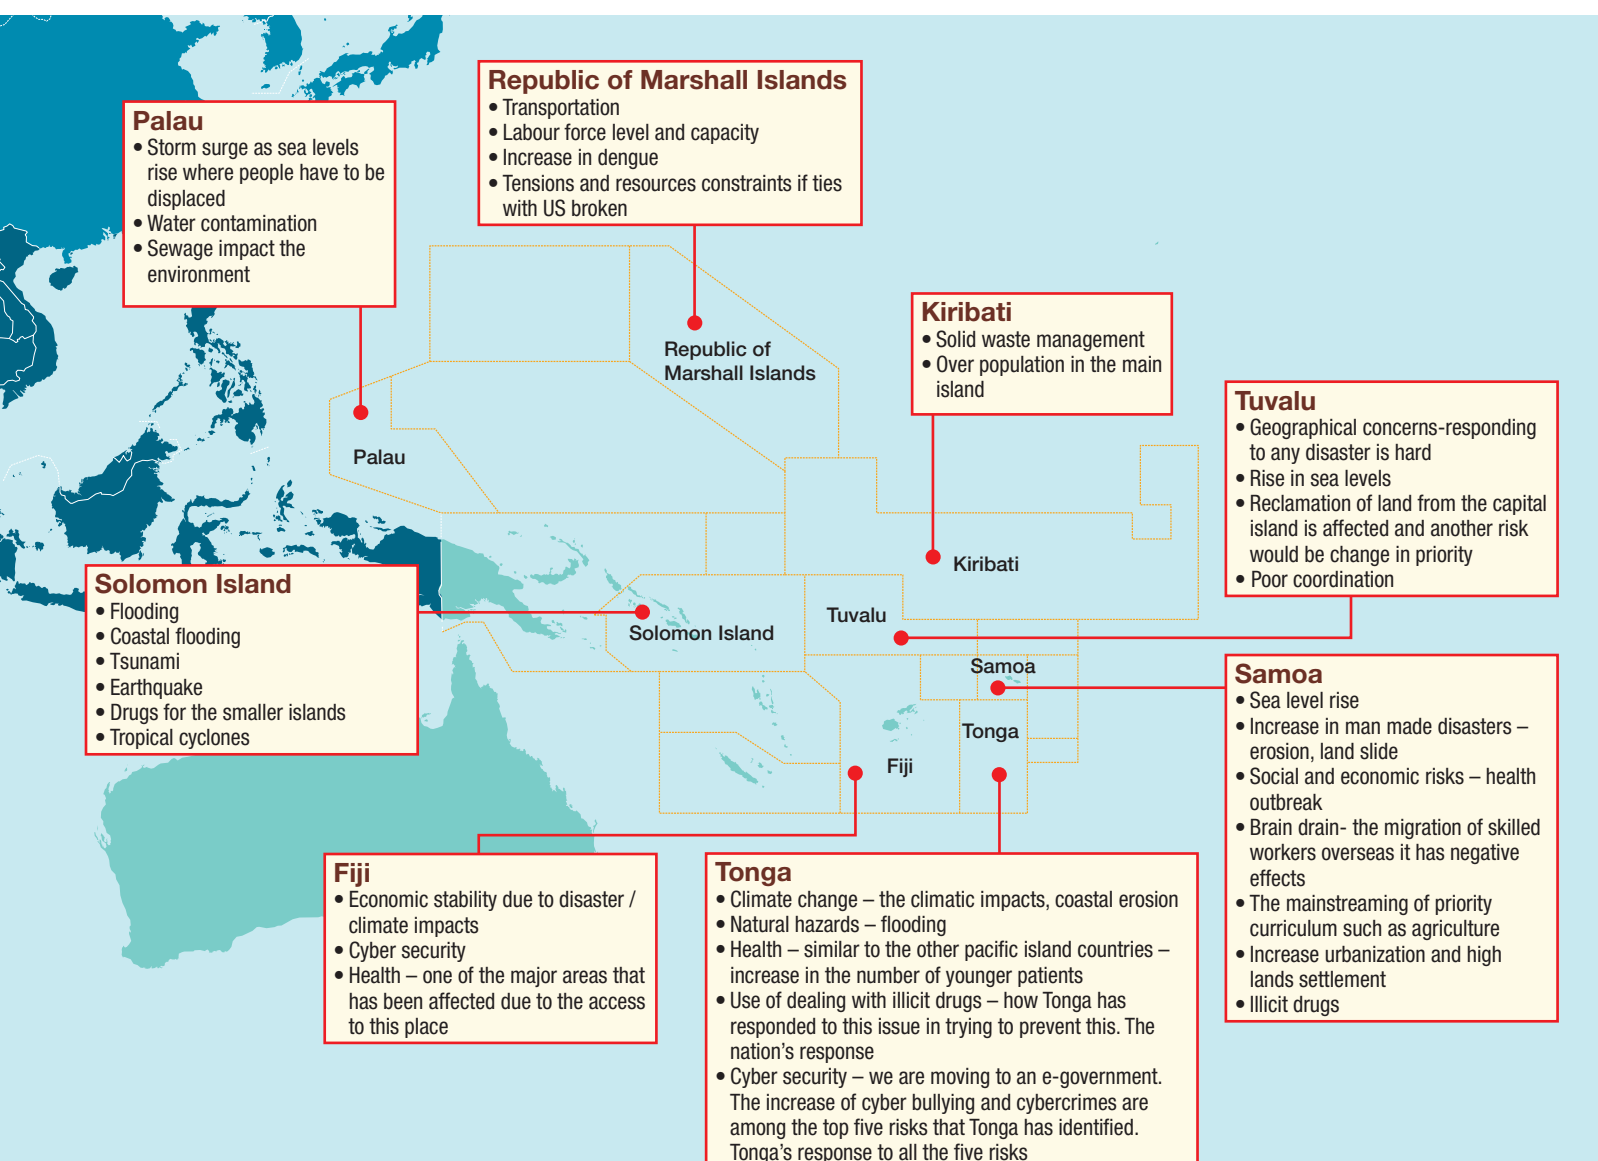 Republic of Marshall Islands
• Transportation
• Labour force level and capacity
• Increase in dengue
• Tensions and resources constraints if ties
with US broken
Palau
• Storm surge as sea levels
rise where people have to be
displaced
• Water contamination
• Sewage impact the
environment
Kiribati
• Solid waste management
• Over population in the main
island
Republic of
Marshall Islands
Tuvalu
• Geographical concerns-responding
to any disaster is hard
• Rise in sea levels
• Reclamation of land from the capital
island is affected and another risk
would be change in priority
• Poor coordination
Palau
Kiribati
Solomon Island
• Flooding
• Coastal flooding
• Tsunami
• Earthquake
• Drugs for the smaller islands
• Tropical cyclones
Tuvalu
Solomon Island
Samoa
Samoa
• Sea level rise
• Increase in man made disasters –
erosion, land slide
• Social and economic risks – health
outbreak
• Brain drain- the migration of skilled
workers overseas it has negative
effects
• The mainstreaming of priority
curriculum such as agriculture
• Increase urbanization and high
lands settlement
• Illicit drugs
Tonga
Fiji
Fiji
• Economic stability due to disaster /
climate impacts
• Cyber security
• Health – one of the major areas that
has been affected due to the access
to this place
Tonga
• Climate change – the climatic impacts, coastal erosion
• Natural hazards – flooding
• Health – similar to the other pacific island countries –
increase in the number of younger patients
• Use of dealing with illicit drugs – how Tonga has
responded to this issue in trying to prevent this. The
nation's response
• Cyber security – we are moving to an e-government.
The increase of cyber bullying and cybercrimes are
among the top five risks that Tonga has identified.
Tonga's response to all the five risks